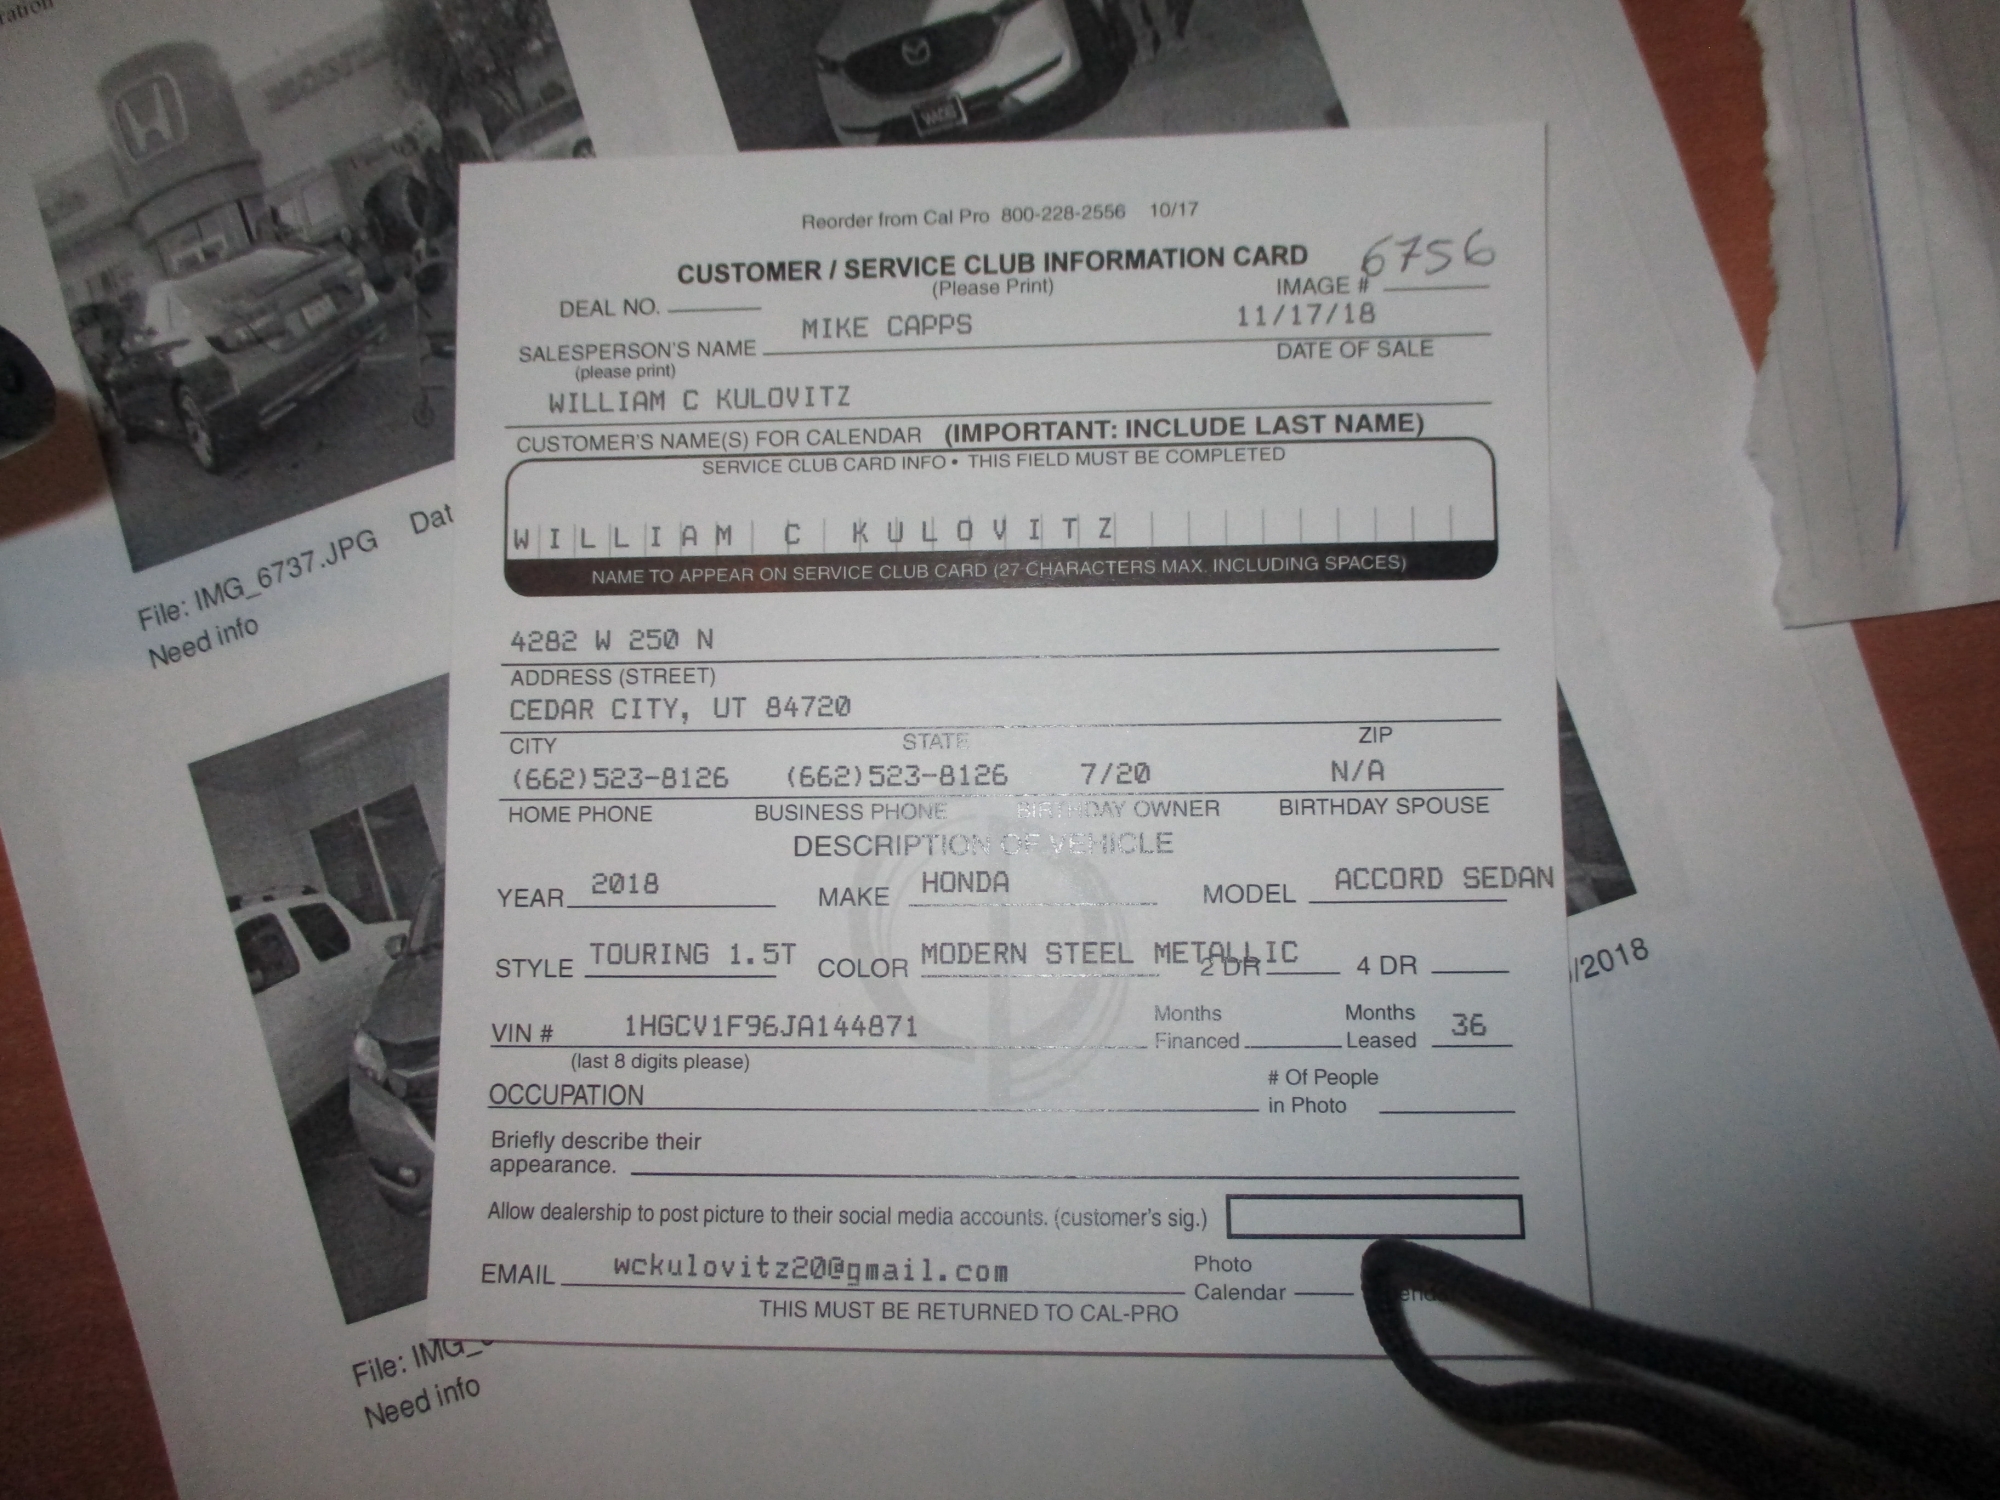 ration
WADE
File: IMG_6737.JPG Dat
Need info
Reorder from Cal Pro 800-228-2556 10/17
CUSTOMER / SERVICE CLUB INFORMATION CARD
6756
(Please Print)
IMAGE #
DEAL NO.
MIKE CAPPS
11/17/18
SALESPERSON'S NAME
DATE OF SALE
(please print)
WILLIAM C KULOVITZ
CUSTOMER'S NAME(S) FOR CALENDAR (IMPORTANT: INCLUDE LAST NAME)
SERVICE CLUB CARD INFO • THIS FIELD MUST BE COMPLETED
WILLIAM C KULOVITZ
NAME TO APPEAR ON SERVICE CLUB CARD (27 CHARACTERS MAX. INCLUDING SPACES)
4282 W 250 N
ADDRESS (STREET)
CEDAR CITY, UT 84720
CITY STATE ZIP
(662)523-8126 (662)523-8126 7/20 N/A
HOME PHONE BUSINESS PHONE BIRTHDAY OWNER BIRTHDAY SPOUSE
DESCRIPTION OF VEHICLE
YEAR 2018 MAKE HONDA MODEL ACCORD SEDAN
STYLE TOURING 1.5T COLOR MODERN STEEL METALLIC 2 DR 4 DR
VIN # 1HGCV1F96JA144871
Months Financed
Months Leased 36
(last 8 digits please)
OCCUPATION
# Of People
in Photo
Briefly describe their
appearance.
Allow dealership to post picture to their social media accounts. (customer's sig.)
EMAIL wckulovitz20@gmail.com
Photo
Calendar
THIS MUST BE RETURNED TO CAL-PRO
/2018
File: IMG_
Need info